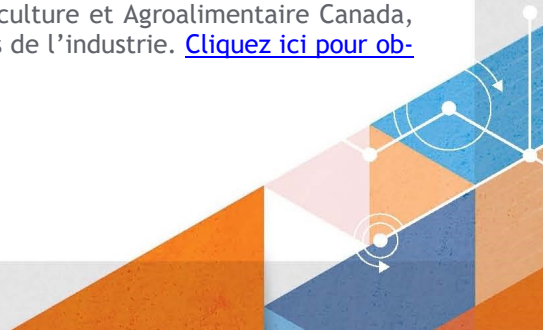 culture et Agroalimentaire Canada,
s de l’industrie. Cliquez ici pour ob-